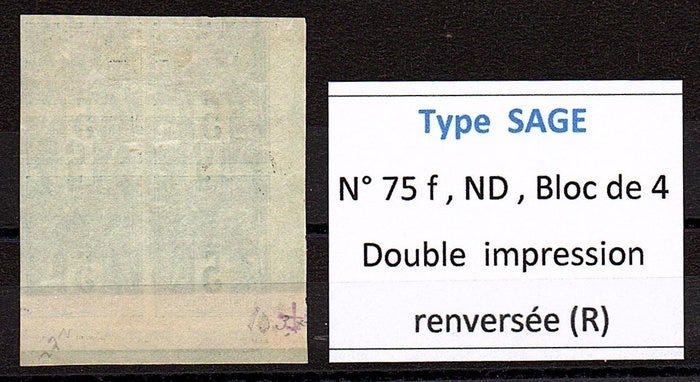 Type SAGE
N° 75 f , ND , Bloc de 4
Double impression
renversée (R)